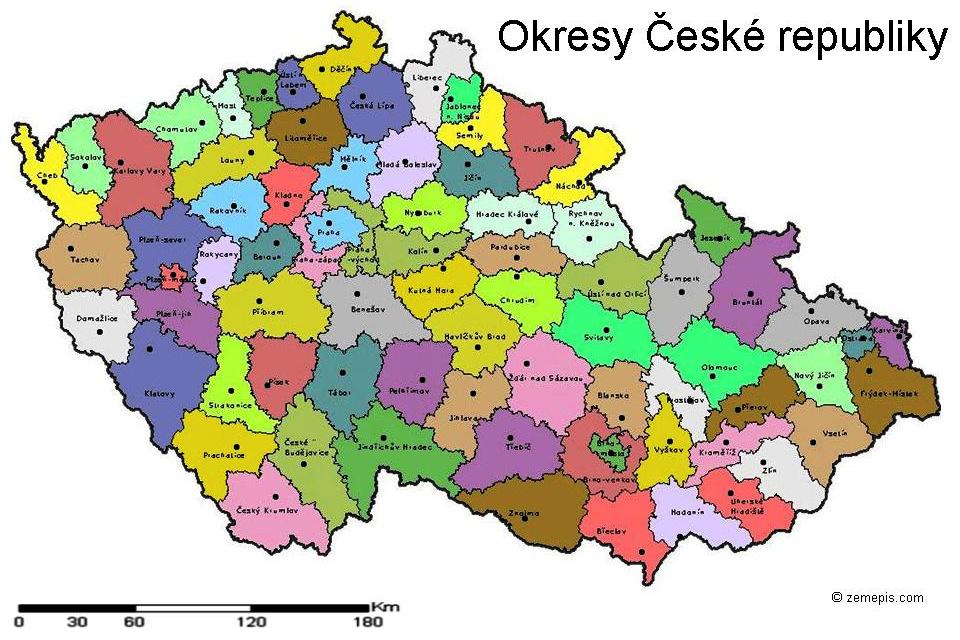 Okresy České republiky
Děčín
Ústí n. Labem
Liberec
Teplice
Česká Lípa
Jablonec n. Nisou
Most
Chomutov
Litoměřice
Semily
Trutnov
Louny
Mělník
Mladá Boleslav
Jičín
Sokolov
Karlovy Vary
Cheb
Náchod
Kladno
Rakovník
Nymburk
Hradec Králové
Rychnov n. Kněžnou
Praha
Plzeň-sever
Jeseník
Rokycany
Beroun
Praha-západ
Praha-východ
Kolín
Pardubice
Tachov
Plzeň-město
Šumperk
Kutná Hora
Ústí nad Orlicí
Bruntál
Chrudim
Příbram
Benešov
Domažlice
Plzeň-jih
Opava
Karviná
Ostrava
Havlíčkův Brod
Svitavy
Olomouc
Nový Jičín
Žďár nad Sázavou
Písek
Klatovy
Tábor
Pelhřimov
Blansko
Prostějov
Frýdek-Místek
Strakonice
Přerov
Jihlava
Vsetín
České Budějovice
Jindřichův Hradec
Třebíč
Brno-město
Vyškov
Kroměříž
Prachatice
Zlín
Brno-venkov
Český Krumlov
Znojmo
Hodonín
Uherské Hradiště
Břeclav
© zemepis.com
Km
0 30 60 120 180